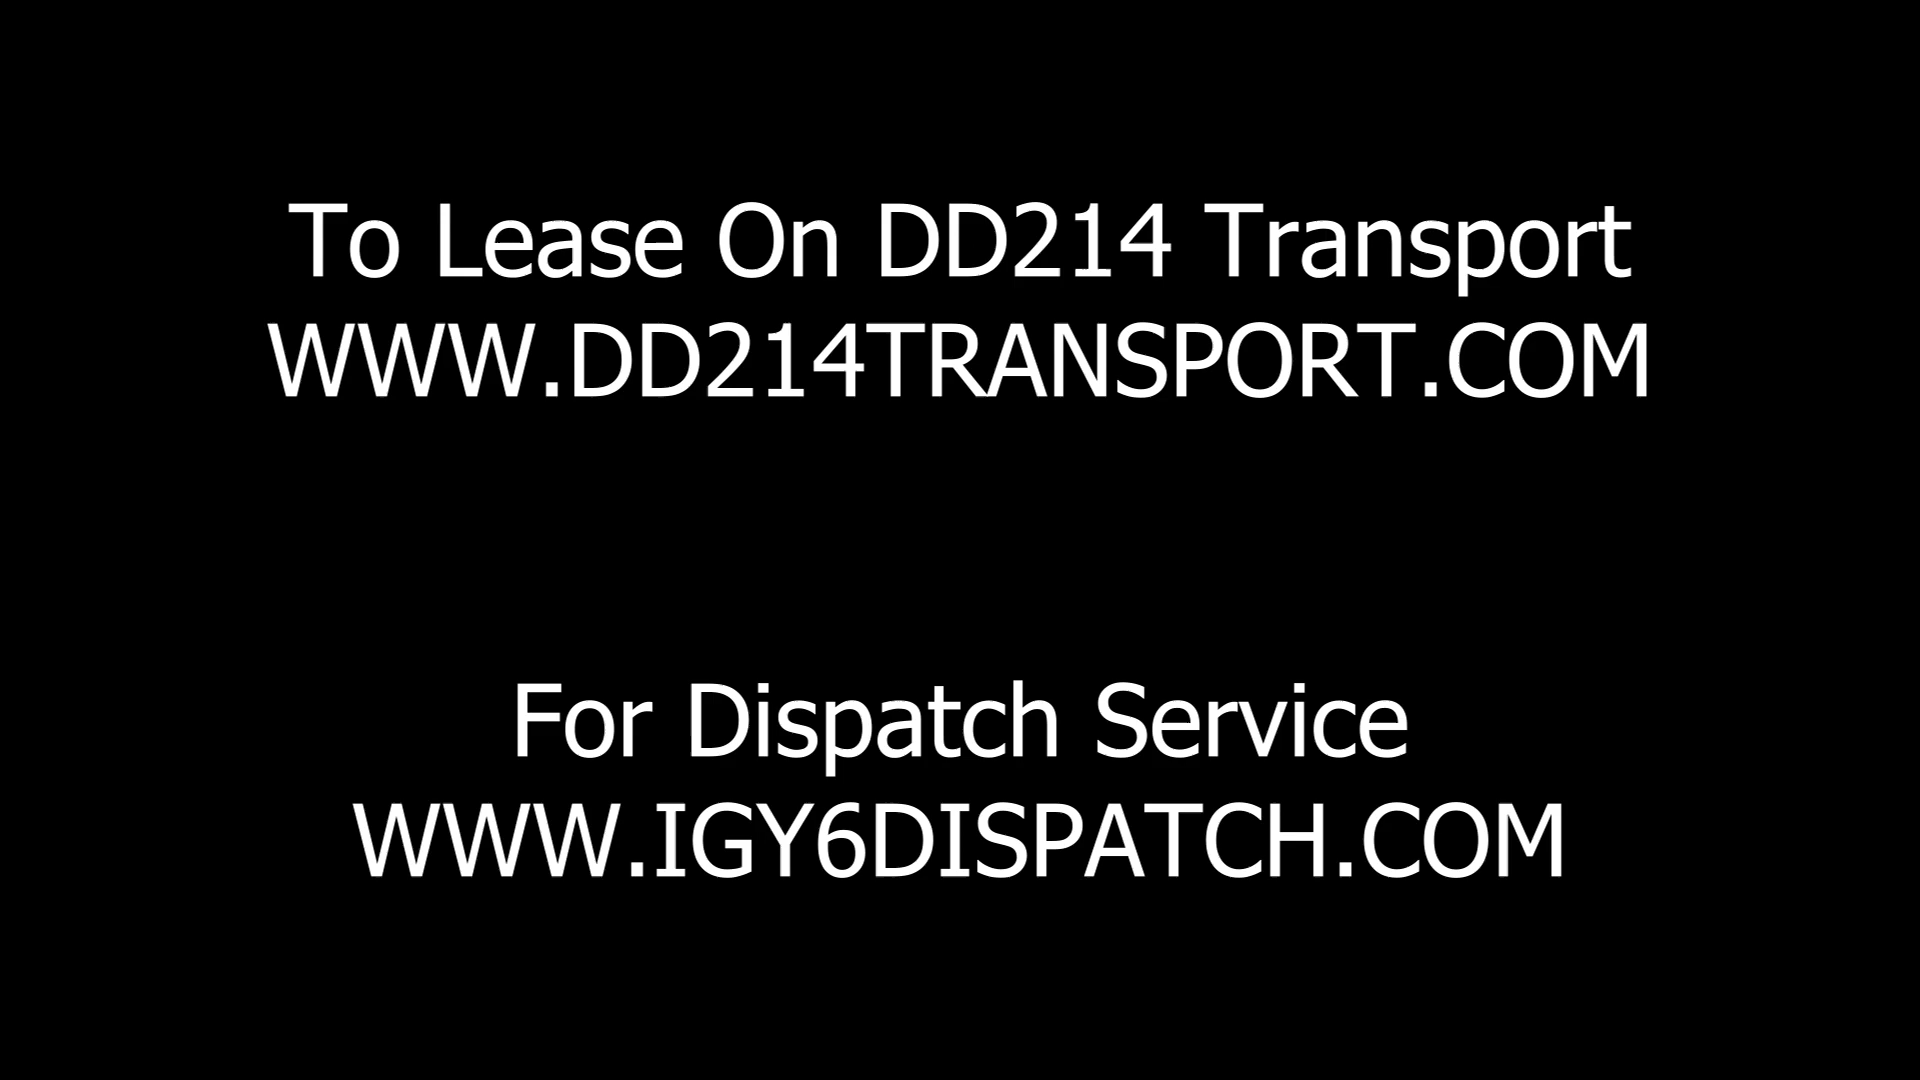 To Lease On DD214 Transport
WWW.DD214TRANSPORT.COM
For Dispatch Service
WWW.IGY6DISPATCH.COM